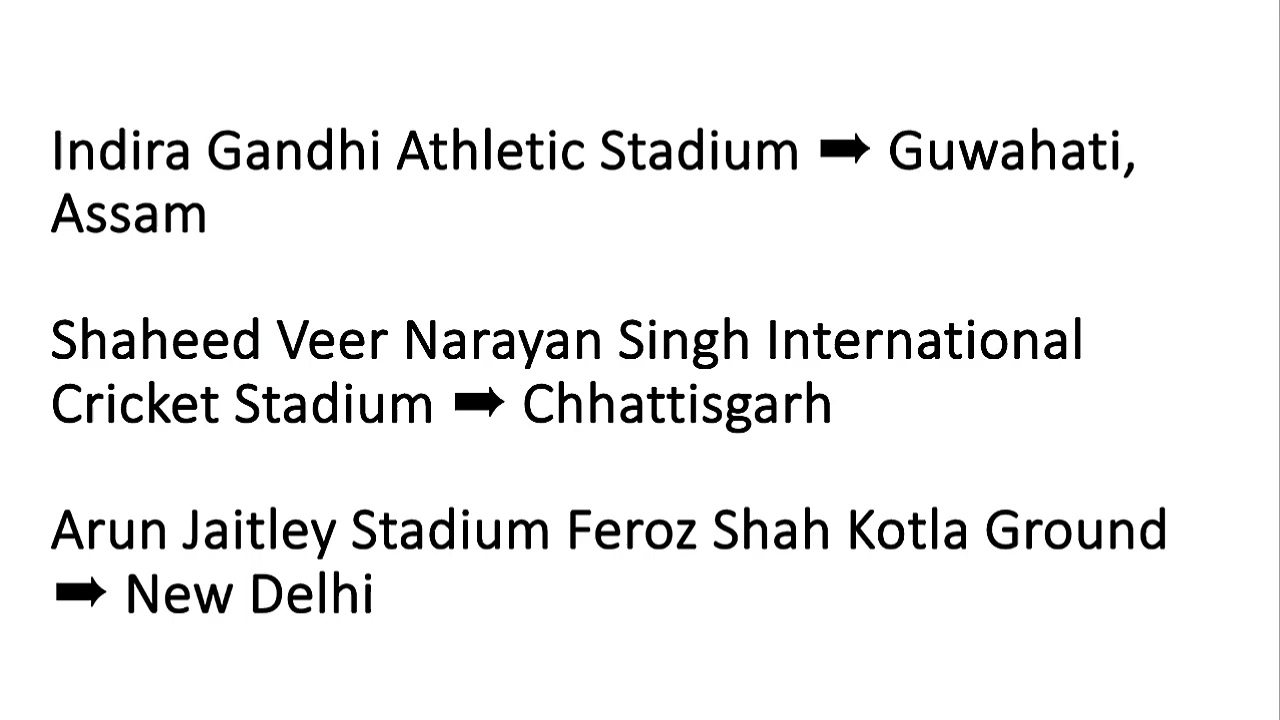 Indira Gandhi Athletic Stadium ➡ Guwahati,
Assam
Shaheed Veer Narayan Singh International
Cricket Stadium ➡ Chhattisgarh
Arun Jaitley Stadium Feroz Shah Kotla Ground
➡ New Delhi